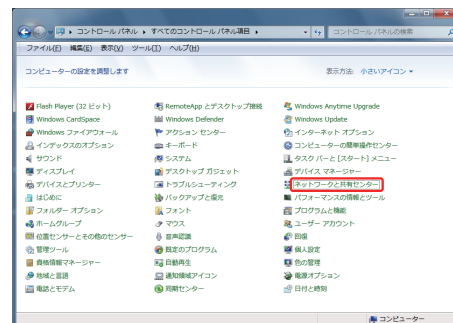 コントロール パネル ▸ すべてのコントロール パネル項目 ▸
コントロール パネルの検索
ファイル(F) 編集(E) 表示(V) ツール(T) ヘルプ(H)
コンピューターの設定を調整します
表示方法: 小さいアイコン
Flash Player (32 ビット)
RemoteApp とデスクトップ接続
Windows Anytime Upgrade
Windows CardSpace
Windows Defender
Windows Update
Windows ファイアウォール
アクション センター
インターネット オプション
インデックスのオプション
キーボード
コンピューターの簡単操作センター
サウンド
システム
タスク バーと [スタート] メニュー
ディスプレイ
デスクトップ ガジェット
デバイス マネージャー
デバイスとプリンター
トラブルシューティング
ネットワークと共有センター
はじめに
バックアップと復元
パフォーマンスの情報とツール
フォルダー オプション
フォント
プログラムと機能
ホームグループ
マウス
ユーザー アカウント
位置センサーとその他のセンサー
音声認識
回復
管理ツール
既定のプログラム
個人設定
資格情報マネージャー
自動再生
色の管理
地域と言語
通知領域アイコン
電源オプション
電話とモデム
同期センター
日付と時刻
コンピューター